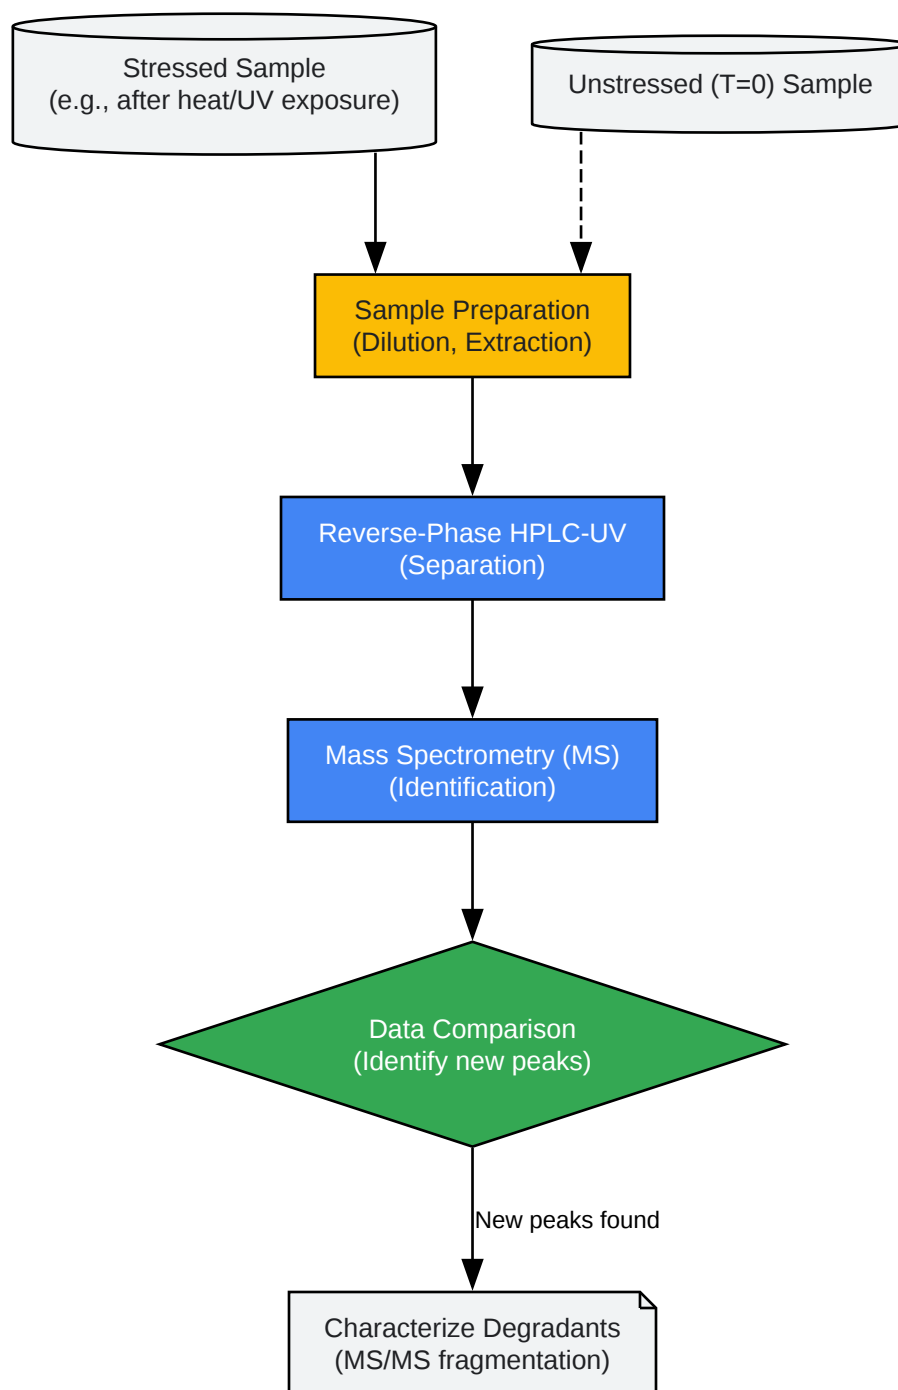 Stressed Sample
(e.g., after heat/UV exposure)
Unstressed (T=0) Sample
Sample Preparation
(Dilution, Extraction)
Reverse-Phase HPLC-UV
(Separation)
Mass Spectrometry (MS)
(Identification)
Data Comparison
(Identify new peaks)
New peaks found
Characterize Degradants
(MS/MS fragmentation)